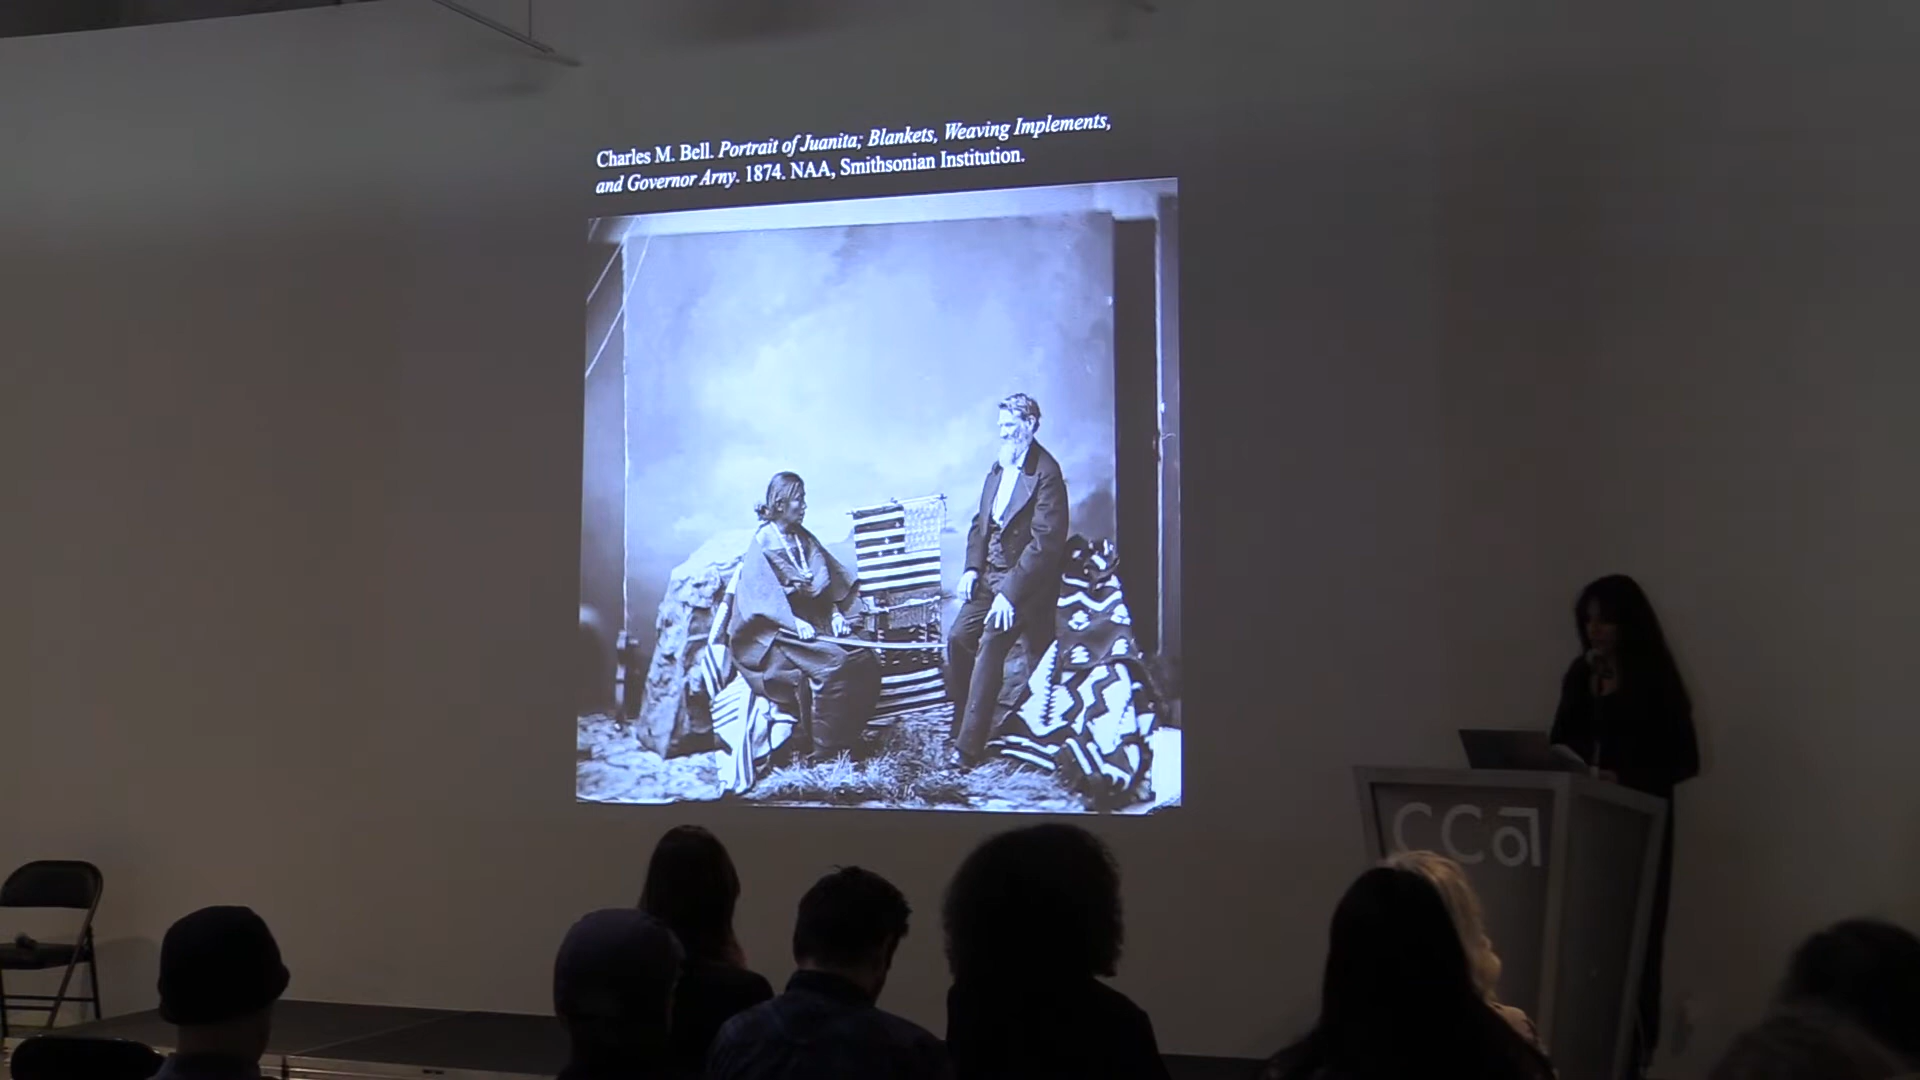 Charles M. Bell. Portrait of Juanita; Blankets, Weaving Implements,
and Governor Arny. 1874. NAA, Smithsonian Institution.
CCA